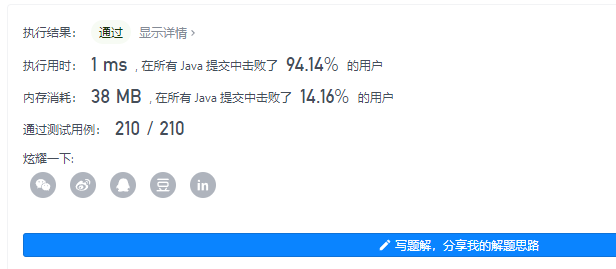 执行结果： 通过 显示详情 ›
执行用时： 1 ms ，在所有 Java 提交中击败了 94.14% 的用户
内存消耗： 38 MB ，在所有 Java 提交中击败了 14.16% 的用户
通过测试用例： 210 / 210
炫耀一下:
豆 in
写题解，分享我的解题思路